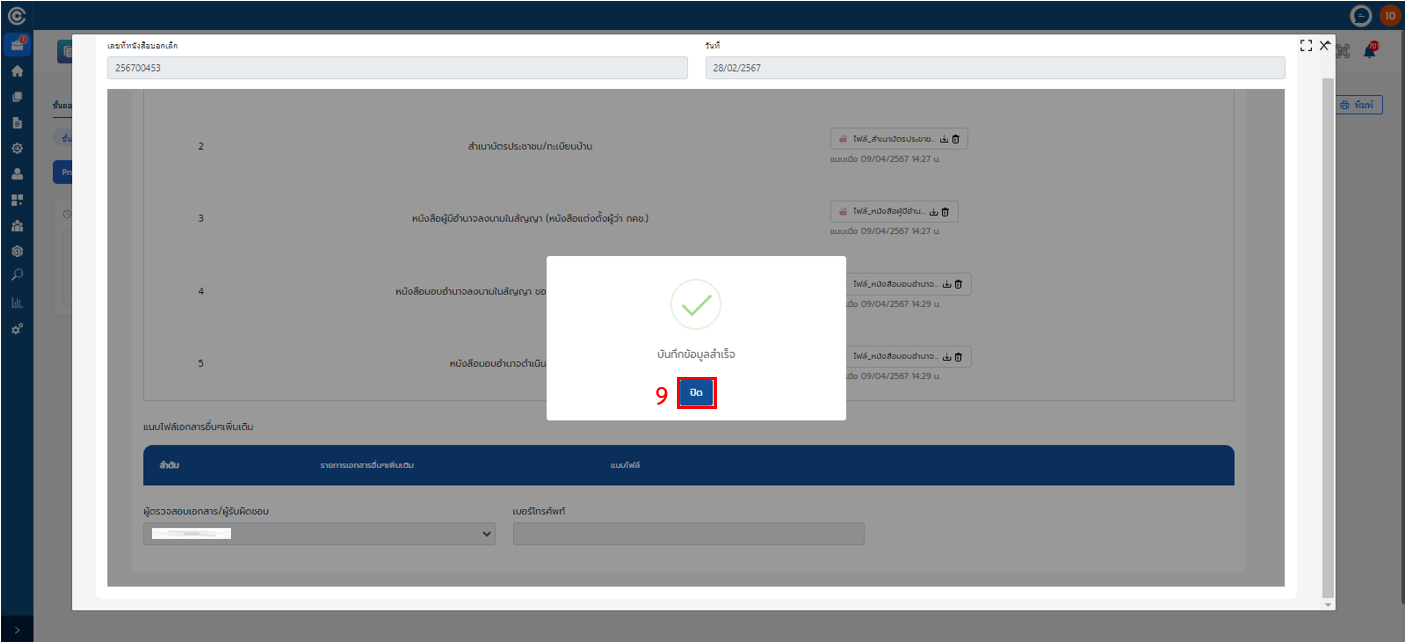 10
1
เลขที่หนังสือมอคเล็ค
วันที่
256700453
28/02/2567
701
พิมพ์
2
สำเนาบัตรประชาชน/ทะเบียนบ้าน
ไฟล์_สำเนาบัตรประชาช...
แนบเมื่อ 09/04/2567 14:27 น.
3
หนังสือผู้มีอำนาจลงนามในสัญญา (หนังสือแต่งตั้งผู้ว่า กคช.)
ไฟล์_หนังสือผู้มีอำน...
แนบเมื่อ 09/04/2567 14:27 น.
4
หนังสือมอบอำนาจลงนามในสัญญา ขอ
ไฟล์_หนังสือมอบอำนาจ...
09/04/2567 14:29 น.
5
หนังสือมอบอำนาจดำเนิน
ไฟล์_หนังสือมอบอำนาจ...
09/04/2567 14:29 น.
บันทึกข้อมูลสำเร็จ
9
ปิด
แนบไฟล์เอกสารอื่นๆเพิ่มเติม
ลำดับ
รายการเอกสารอื่นๆเพิ่มเติม
แนบไฟล์
ผู้ตรวจสอบเอกสาร/ผู้รับผิดชอบ
เบอร์โทรศัพท์